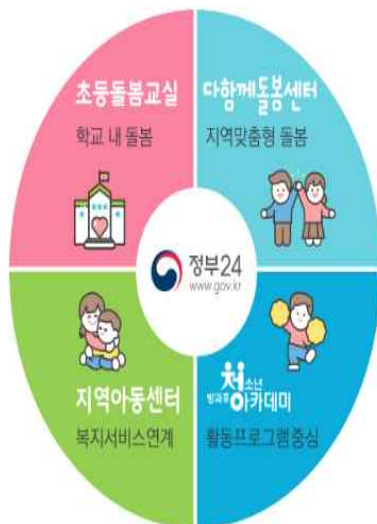 초등돌봄교실
학교 내 돌봄
다함께돌봄센터
지역맞춤형 돌봄
정부24
www.gov.kr
지역아동센터
복지서비스연계
청소년
방과후아카데미
활동프로그램 중심